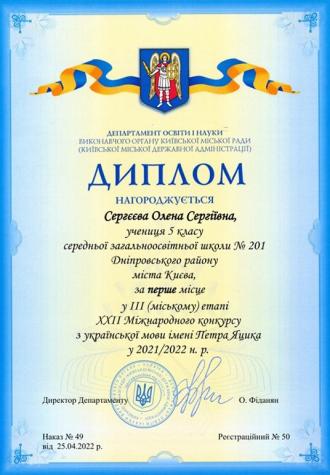 ДЕПАРТАМЕНТ ОСВІТИ І НАУКИ
ВИКОНАВЧОГО ОРГАНУ КИЇВСЬКОЇ МІСЬКОЇ РАДИ
(КИЇВСЬКОЇ МІСЬКОЇ ДЕРЖАВНОЇ АДМІНІСТРАЦІЇ)
ДИПЛОМ
НАГОРОДЖУЄТЬСЯ
Сергєєва Олена Сергіївна,
учениця 5 класу
середньої загальноосвітньої школи № 201
Дніпровського району
міста Києва,
за перше місце
у ІІІ (міському) етапі
ХХІІ Міжнародного конкурсу
з української мови імені Петра Яцика
у 2021/2022 н. р.
Директор Департаменту О. Фіданян
Наказ № 49 Реєстраційний № 50
від 25.04.2022 р.